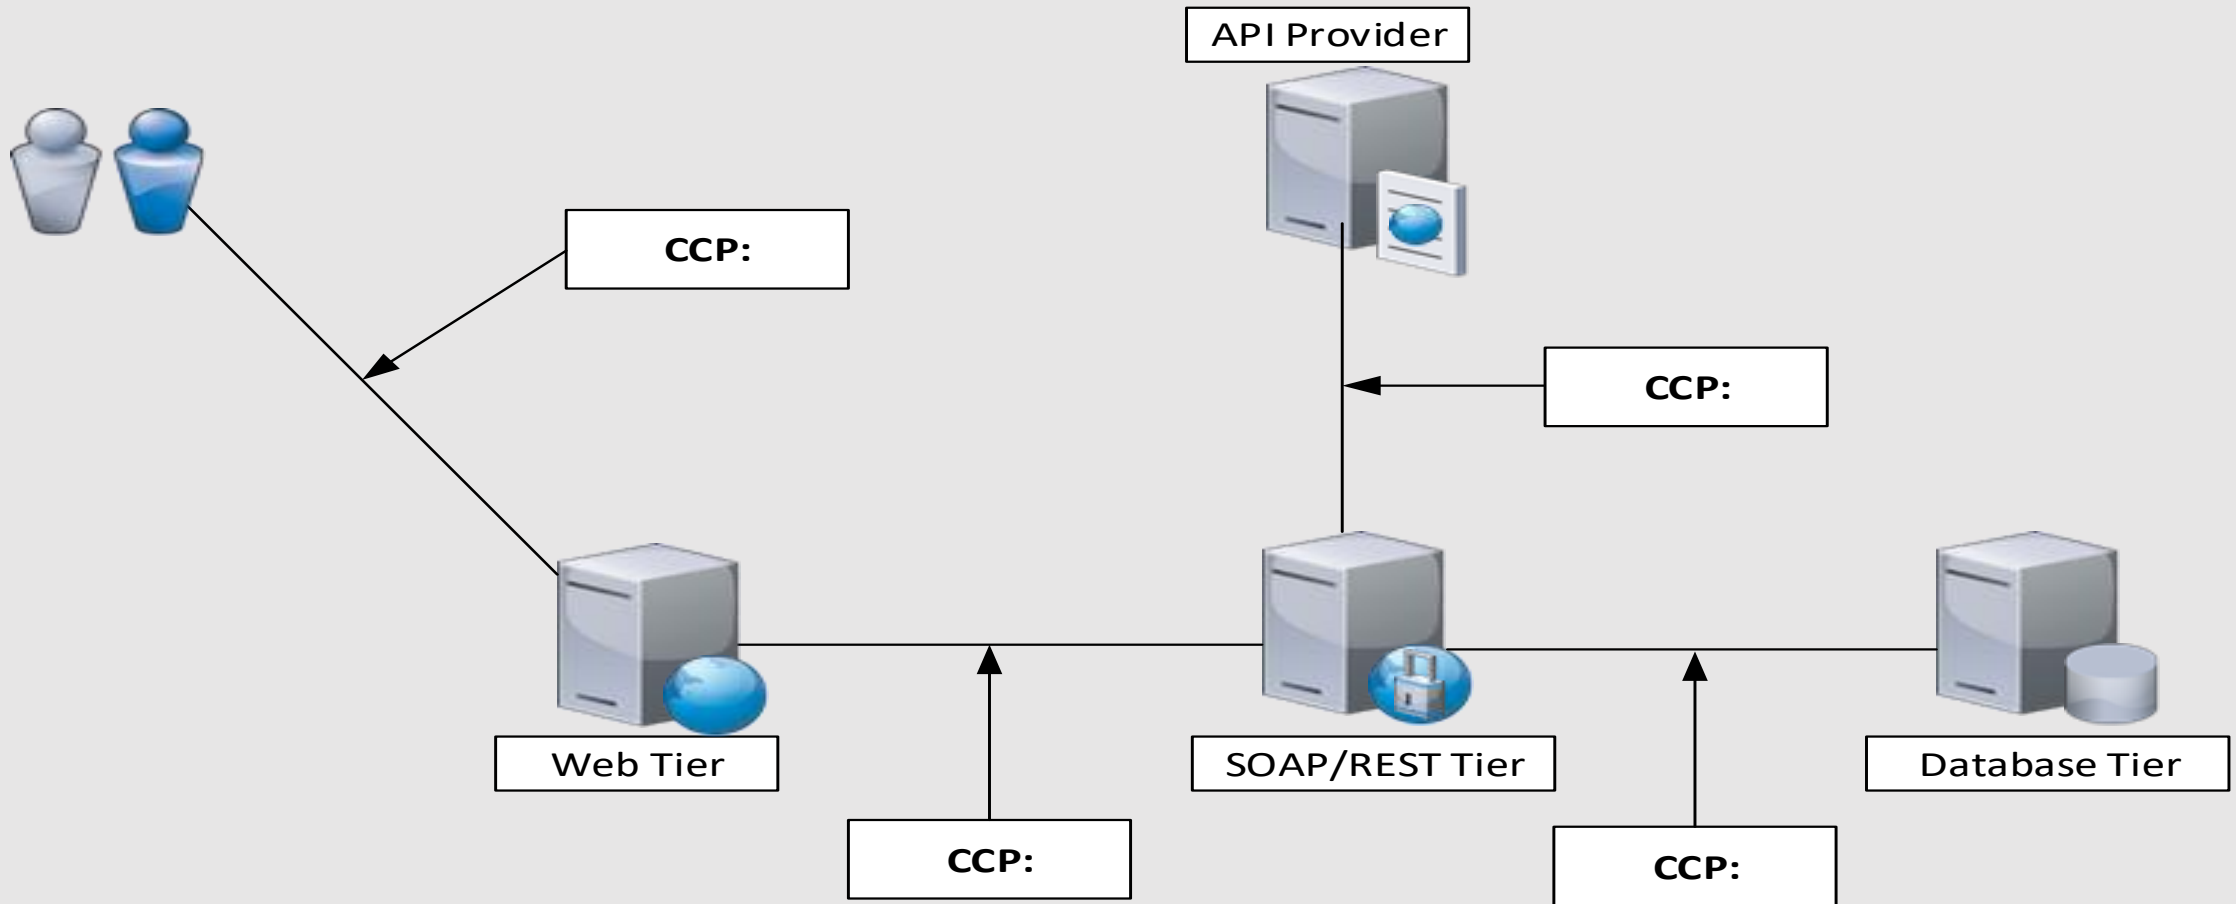 API Provider
CCP:
CCP:
Web Tier
SOAP/REST Tier
Database Tier
CCP:
CCP: